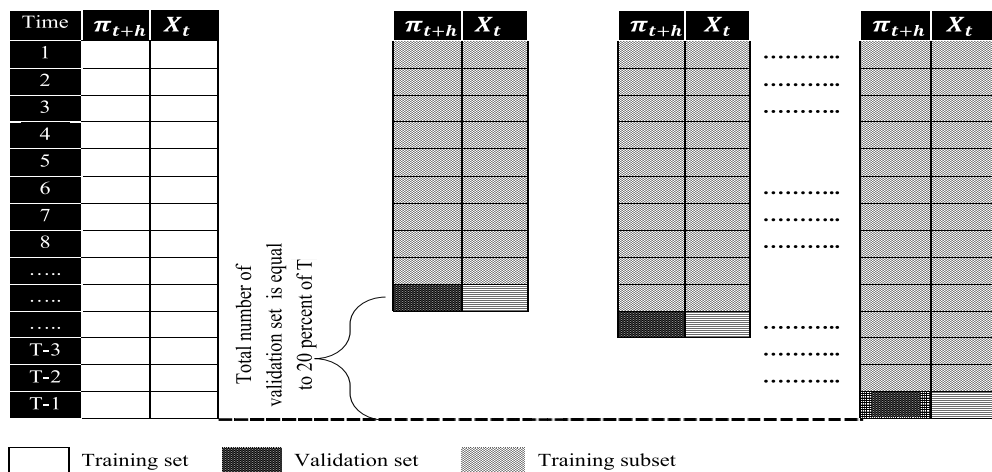 Time π_{t+h} X_t π_{t+h} X_t π_{t+h} X_t π_{t+h} X_t
1 ...........
2 ...........
3 ...........
4
5
6 ...........
7 ...........
8 ...........
.....
.....
..... ...........
T-3 ...........
T-2 ...........
T-1
Total number of
validation set is equal
to 20 percent of T
Training set Validation set Training subset